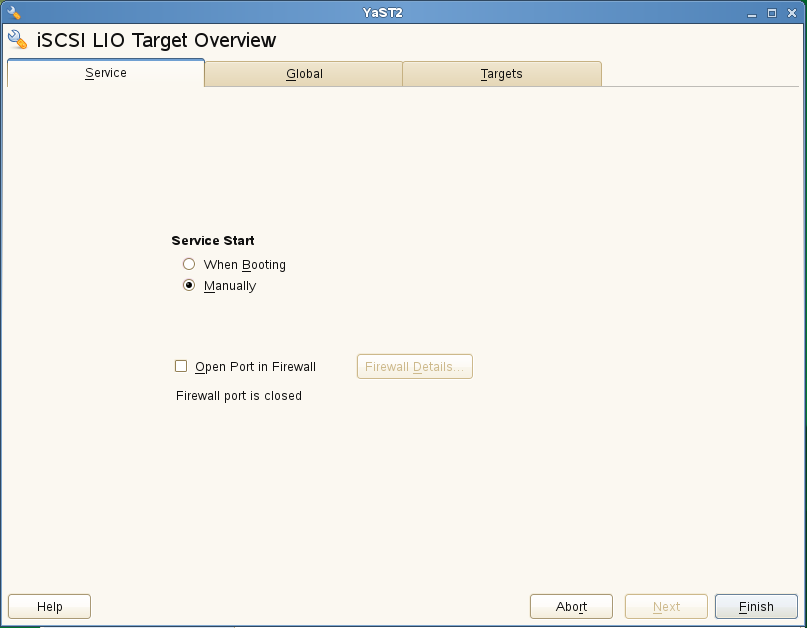 YaST2
iSCSI LIO Target Overview
Service Global Targets
Service Start
When Booting
Manually
Open Port in Firewall Firewall Details...
Firewall port is closed
Help Abort Next Finish